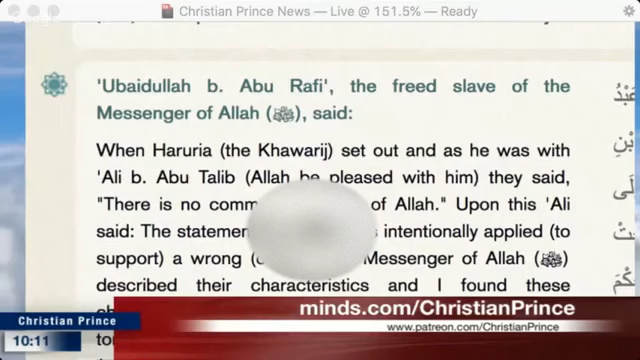 Christian Prince News — Live @ 151.5% — Ready
'Ubaidullah b. Abu Rafi', the freed slave of the
Messenger of Allah (ﷺ), said:
When Haruria (the Khawarij) set out and as he was with
'Ali b. Abu Talib (Allah be pleased with him) they said,
"There is no of Allah." Upon this 'Ali
said: The intentionally applied (to
support) a wrong Messenger of Allah (ﷺ)
described their characteristics and I found these
minds.com/ChristianPrince
www.patreon.com/ChristianPrince
Christian Prince
10:11